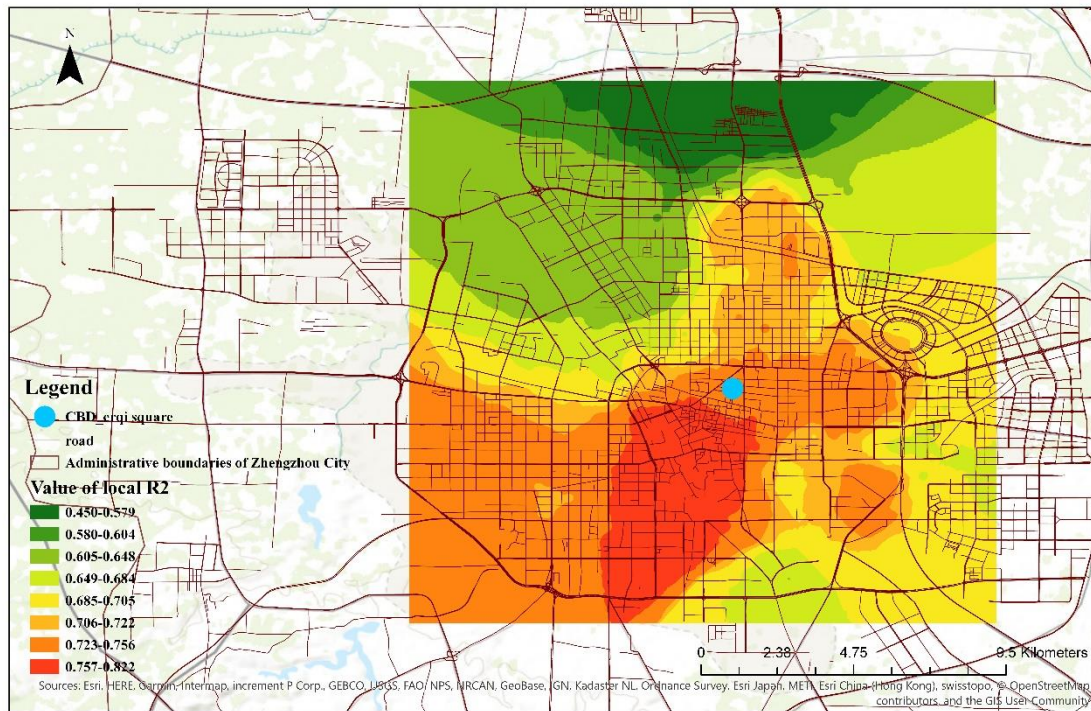 N
Legend
CBD_erqi square
road
Administrative boundaries of Zhengzhou City
Value of local R2
0.450-0.579
0.580-0.604
0.605-0.648
0.649-0.684
0.685-0.705
0.706-0.722
0.723-0.756
0.757-0.822
0 2.38 4.75 9.5 Kilometers
Sources: Esri, HERE, Garmin, Intermap, increment P Corp., GEBCO, USGS, FAO, NPS, NRCAN, GeoBase, IGN, Kadaster NL, Ordnance Survey, Esri Japan, METI, Esri China (Hong Kong), swisstopo, © OpenStreetMap
contributors, and the GIS User Community